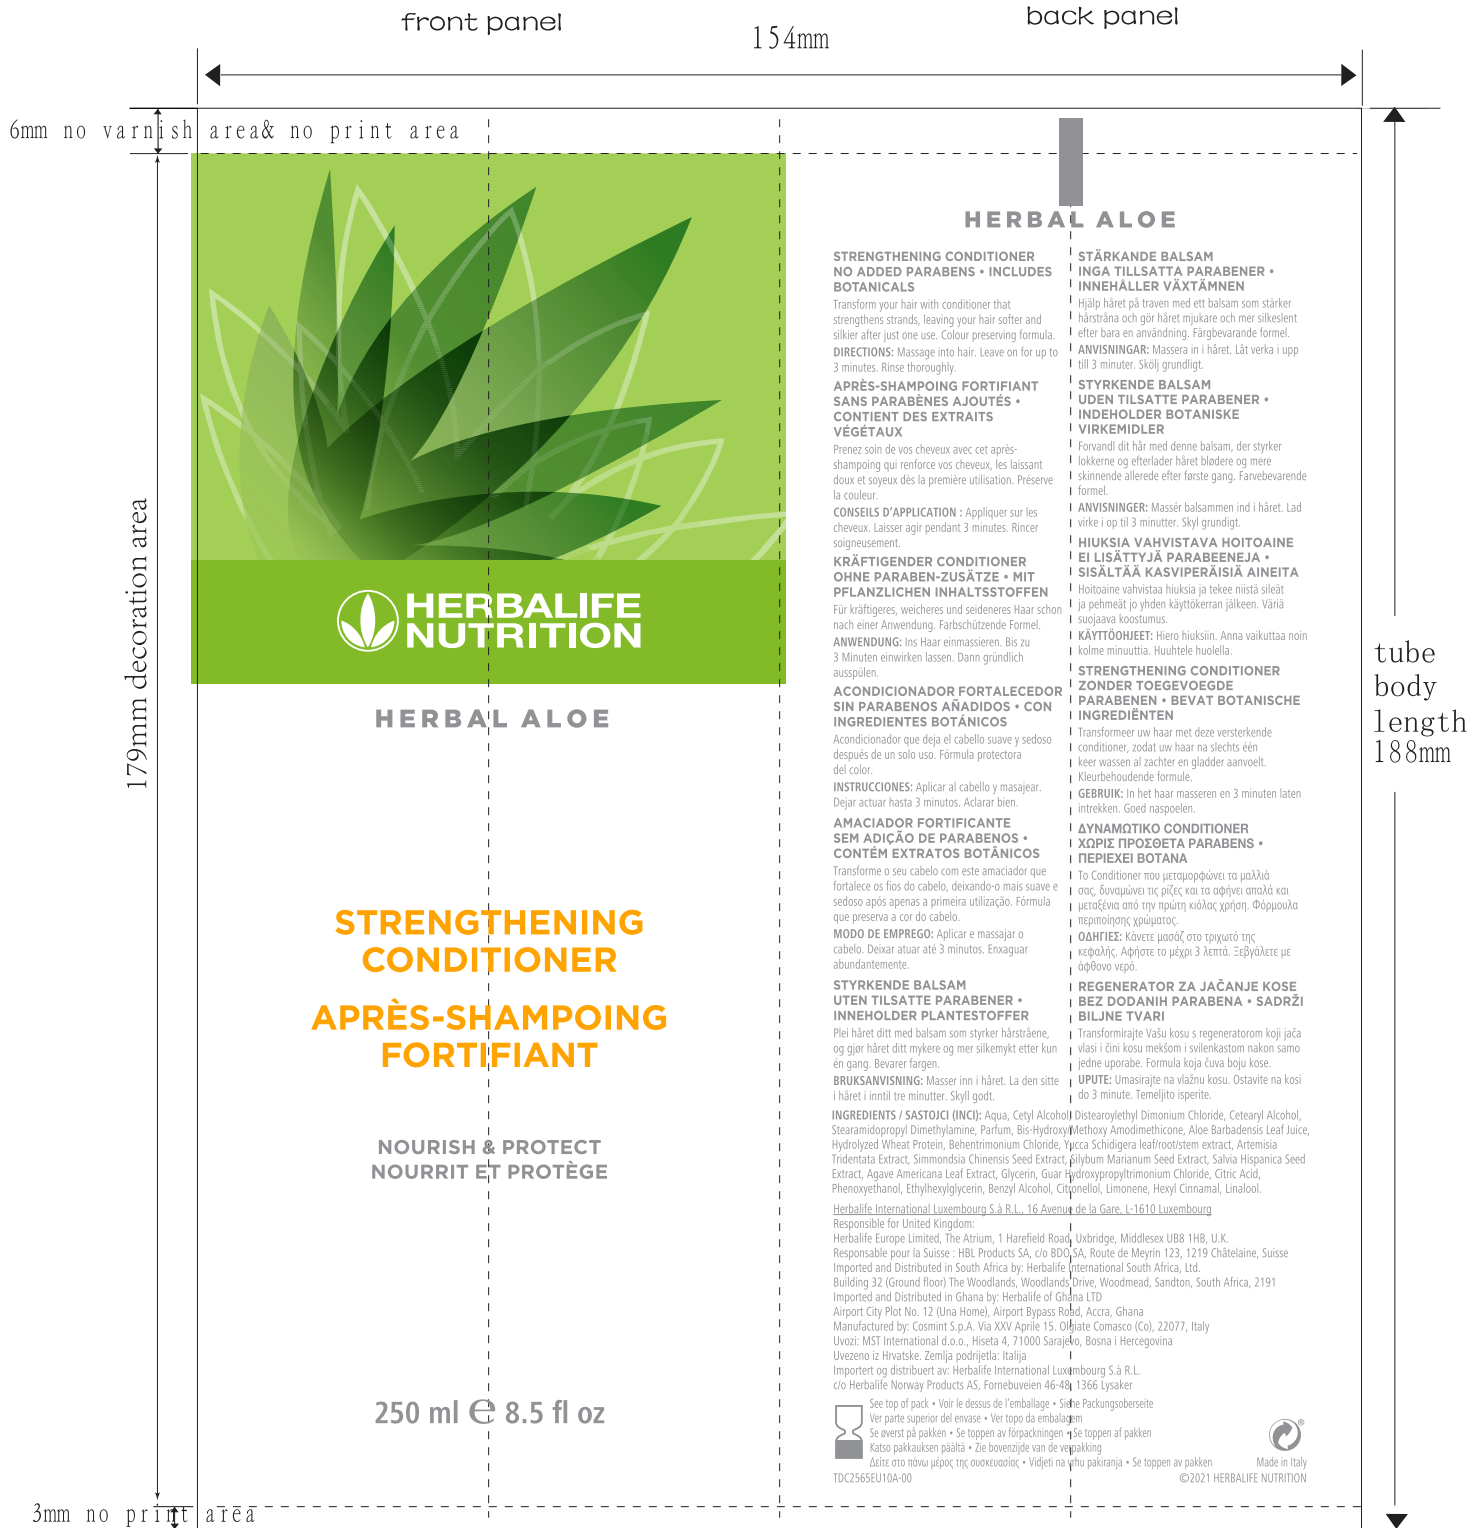 front panel
back panel
154mm
6mm no varnish area& no print area
179mm decoration area
tube
body
length
188mm
3mm no print area
HERBALIFE
NUTRITION
HERBAL ALOE
STRENGTHENING
CONDITIONER
APRÈS-SHAMPOING
FORTIFIANT
NOURISH & PROTECT
NOURRIT ET PROTÈGE
250 ml ℮ 8.5 fl oz
HERBAL ALOE
STRENGTHENING CONDITIONER
NO ADDED PARABENS • INCLUDES
BOTANICALS
Transform your hair with conditioner that
strengthens strands, leaving your hair softer and
silkier after just one use. Colour preserving formula.
DIRECTIONS: Massage into hair. Leave on for up to
3 minutes. Rinse thoroughly.
APRÈS-SHAMPOING FORTIFIANT
SANS PARABÈNES AJOUTÉS •
CONTIENT DES EXTRAITS
VÉGÉTAUX
Prenez soin de vos cheveux avec cet après-
shampoing qui renforce vos cheveux, les laissant
doux et soyeux dès la première utilisation. Préserve
la couleur.
CONSEILS D'APPLICATION : Appliquer sur les
cheveux. Laisser agir pendant 3 minutes. Rincer
soigneusement.
KRÄFTIGENDER CONDITIONER
OHNE PARABEN-ZUSÄTZE • MIT
PFLANZLICHEN INHALTSSTOFFEN
Für kräftigeres, weicheres und seideneres Haar schon
nach einer Anwendung. Farbschützende Formel.
ANWENDUNG: Ins Haar einmassieren. Bis zu
3 Minuten einwirken lassen. Dann gründlich
ausspülen.
ACONDICIONADOR FORTALECEDOR
SIN PARABENOS AÑADIDOS • CON
INGREDIENTES BOTÁNICOS
Acondicionador que deja el cabello suave y sedoso
después de un solo uso. Fórmula protectora
del color.
INSTRUCCIONES: Aplicar al cabello y masajear.
Dejar actuar hasta 3 minutos. Aclarar bien.
AMACIADOR FORTIFICANTE
SEM ADIÇÃO DE PARABENOS •
CONTÉM EXTRATOS BOTÂNICOS
Transforme o seu cabelo com este amaciador que
fortalece os fios do cabelo, deixando-o mais suave e
sedoso após apenas a primeira utilização. Fórmula
que preserva a cor do cabelo.
MODO DE EMPREGO: Aplicar e massajar o
cabelo. Deixar atuar até 3 minutos. Enxaguar
abundantemente.
STYRKENDE BALSAM
UTEN TILSATTE PARABENER •
INNEHOLDER PLANTESTOFFER
Plei håret ditt med balsam som styrker hårstråene,
og gjør håret ditt mykere og mer silkemykt etter kun
én gang. Bevarer fargen.
BRUKSANVISNING: Masser inn i håret. La den sitte
i håret i inntil tre minutter. Skyll godt.
STÄRKANDE BALSAM
INGA TILLSATTA PARABENER •
INNEHÅLLER VÄXTÄMNEN
Hjälp håret på traven med ett balsam som stärker
hårstråna och gör håret mjukare och mer silkeslent
efter bara en användning. Färgbevarande formel.
ANVISNINGAR: Massera in i håret. Låt verka i upp
till 3 minuter. Skölj grundligt.
STYRKENDE BALSAM
UDEN TILSATTE PARABENER •
INDEHOLDER BOTANISKE
VIRKEMIDLER
Forvandl dit hår med denne balsam, der styrker
lokkerne og efterlader håret blødere og mere
skinnende allerede efter første gang. Farvebevarende
formel.
ANVISNINGER: Massér balsammen ind i håret. Lad
virke i op til 3 minutter. Skyl grundigt.
HIUKSIA VAHVISTAVA HOITOAINE
EI LISÄTTYJÄ PARABEENEJA •
SISÄLTÄÄ KASVIPERÄISIÄ AINEITA
Hoitoaine vahvistaa hiuksia ja tekee niistä sileät
ja pehmeät jo yhden käyttökerran jälkeen. Väriä
suojaava koostumus.
KÄYTTÖOHJEET: Hiero hiuksiin. Anna vaikuttaa noin
kolme minuuttia. Huuhtele huolella.
STRENGTHENING CONDITIONER
ZONDER TOEGEVOEGDE
PARABENEN • BEVAT BOTANISCHE
INGREDIËNTEN
Transformeer uw haar met deze versterkende
conditioner, zodat uw haar na slechts één
keer wassen al zachter en gladder aanvoelt.
Kleurbehoudende formule.
GEBRUIK: In het haar masseren en 3 minuten laten
intrekken. Goed naspoelen.
ΔΥΝΑΜΩΤΙΚΟ CONDITIONER
ΧΩΡΙΣ ΠΡΟΣΘΕΤΑ PARABENS •
ΠΕΡΙΕΧΕΙ ΒΟΤΑΝΑ
Το Conditioner που μεταμορφώνει τα μαλλιά
σας, δυναμώνει τις ρίζες και τα αφήνει απαλά και
μεταξένια από την πρώτη κιόλας χρήση. Φόρμουλα
περιποίησης χρώματος.
ΟΔΗΓΙΕΣ: Κάνετε μασάζ στο τριχωτό της
κεφαλής. Αφήστε το μέχρι 3 λεπτά. Ξεβγάλετε με
άφθονο νερό.
REGENERATOR ZA JAČANJE KOSE
BEZ DODANIH PARABENA • SADRŽI
BILJNE TVARI
Transformirajte Vašu kosu s regeneratorom koji jača
vlasi i čini kosu mekšom i svilenkastom nakon samo
jedne uporabe. Formula koja čuva boju kose.
UPUTE: Umasirajte na vlažnu kosu. Ostavite na kosi
do 3 minute. Temeljito isperite.
INGREDIENTS / SASTOJCI (INCI): Aqua, Cetyl Alcohol, Distearoylethyl Dimonium Chloride, Cetearyl Alcohol,
Stearamidopropyl Dimethylamine, Parfum, Bis-Hydroxy/Methoxy Amodimethicone, Aloe Barbadensis Leaf Juice,
Hydrolyzed Wheat Protein, Behentrimonium Chloride, Yucca Schidigera leaf/root/stem extract, Artemisia
Tridentata Extract, Simmondsia Chinensis Seed Extract, Silybum Marianum Seed Extract, Salvia Hispanica Seed
Extract, Agave Americana Leaf Extract, Glycerin, Guar Hydroxypropyltrimonium Chloride, Citric Acid,
Phenoxyethanol, Ethylhexylglycerin, Benzyl Alcohol, Citronellol, Limonene, Hexyl Cinnamal, Linalool.
Herbalife International Luxembourg S.à R.L., 16 Avenue de la Gare, L-1610 Luxembourg
Responsible for United Kingdom:
Herbalife Europe Limited, The Atrium, 1 Harefield Road, Uxbridge, Middlesex UB8 1HB, U.K.
Responsable pour la Suisse : HBL Products SA, c/o BDO SA, Route de Meyrin 123, 1219 Châtelaine, Suisse
Imported and Distributed in South Africa by: Herbalife International South Africa, Ltd.
Building 32 (Ground floor) The Woodlands, Woodlands Drive, Woodmead, Sandton, South Africa, 2191
Imported and Distributed in Ghana by: Herbalife of Ghana LTD
Airport City Plot No. 12 (Una Home), Airport Bypass Road, Accra, Ghana
Manufactured by: Cosmint S.p.A. Via XXV Aprile 15. Olgiate Comasco (Co), 22077, Italy
Uvozi: MST International d.o.o., Hiseta 4, 71000 Sarajevo, Bosna i Hercegovina
Uvezeno iz Hrvatske. Zemlja podrijetla: Italija
Importert og distribuert av: Herbalife International Luxembourg S.à R.L.
c/o Herbalife Norway Products AS, Fornebuveien 46-48, 1366 Lysaker
See top of pack • Voir le dessus de l'emballage • Siehe Packungsoberseite
Ver parte superior del envase • Ver topo da embalagem
Se øverst på pakken • Se toppen av förpackningen • Se toppen af pakken
Katso pakkauksen päältä • Zie bovenzijde van de verpakking
Δείτε στο πάνω μέρος της συσκευασίας • Vidjeti na vrhu pakiranja • Se toppen av pakken
Made in Italy
TDC2565EU10A-00
©2021 HERBALIFE NUTRITION